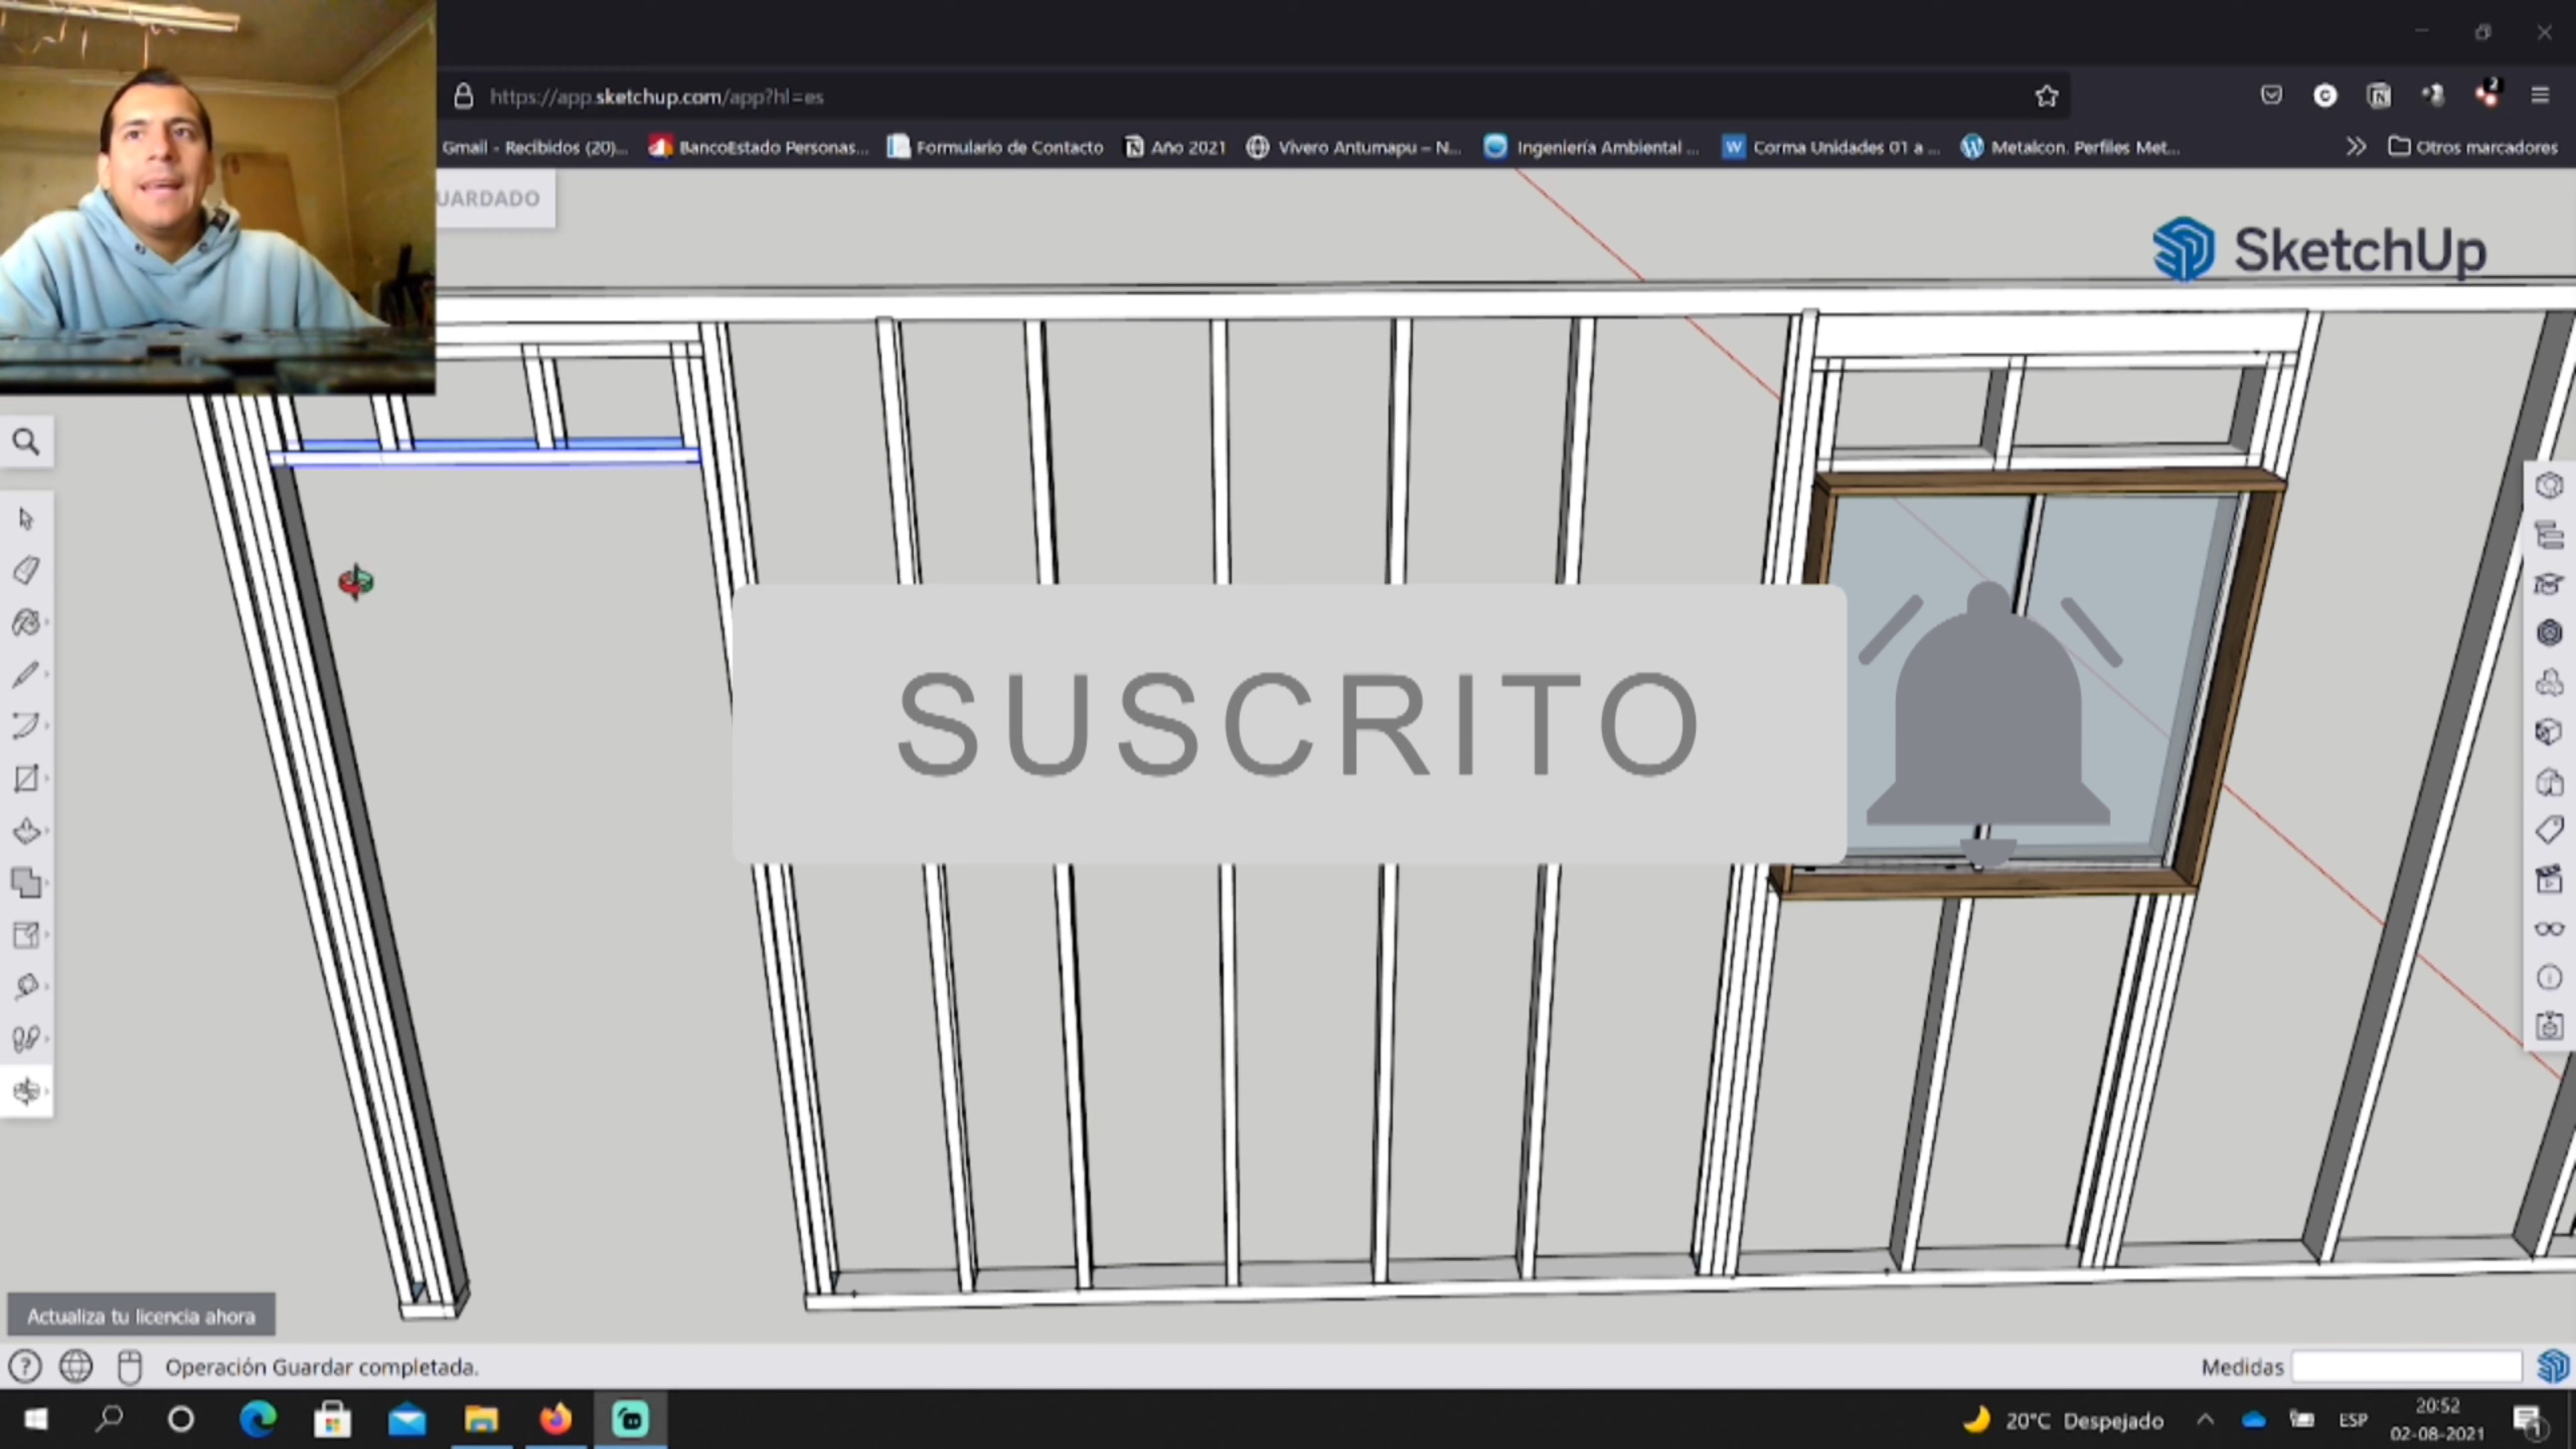 https://app.sketchup.com/app?hl=es
2
Gmail - Recibidos (20)...
BancoEstado Personas...
Formulario de Contacto
Año 2021
Vivero Antumapu – N...
Ingeniería Ambiental ...
W
Corma Unidades 01 a ...
Metalcon. Perfiles Met...
Otros marcadores
UARDADO
SketchUp
SUSCRITO
Actualiza tu licencia ahora
Operación Guardar completada.
Medidas
20°C Despejado
ESP
20:52
02-08-2021
1